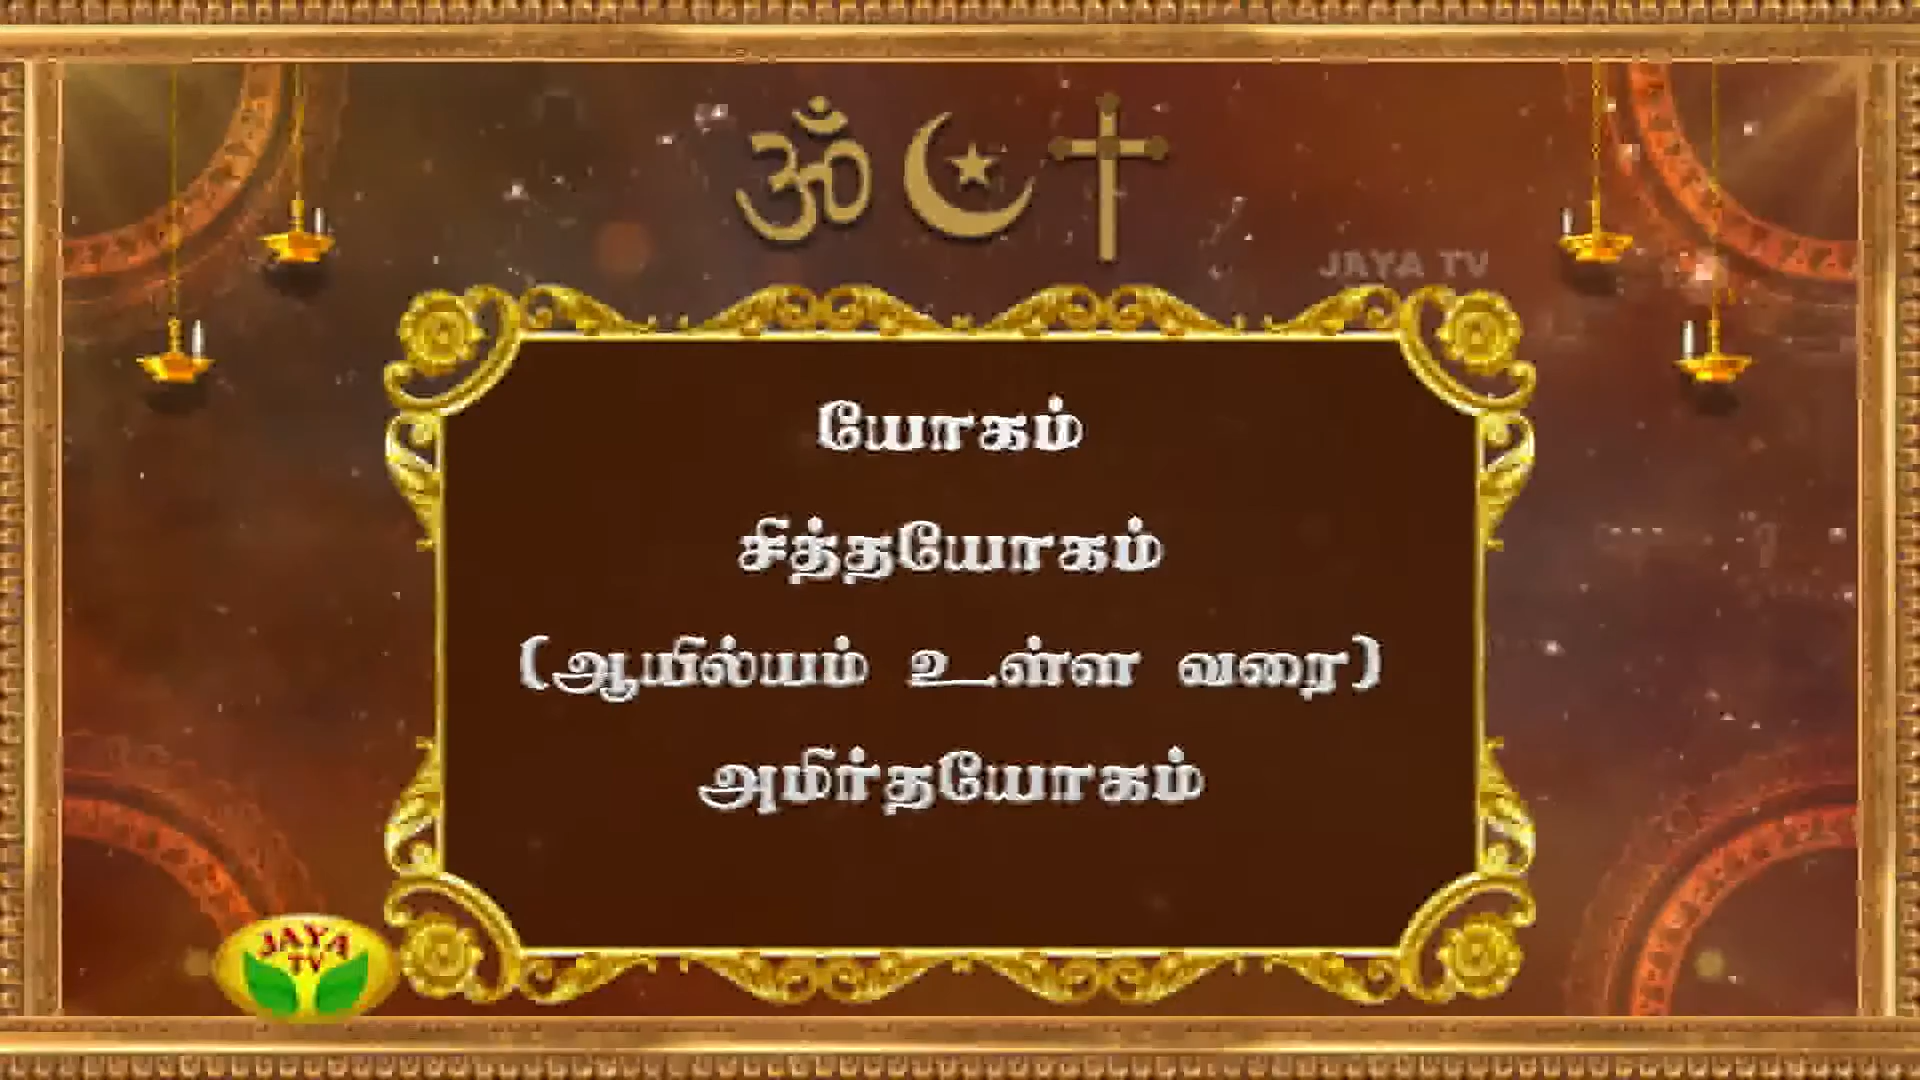 JAYA TV
யோகம்
சித்தயோகம்
(ஆயில்யம் உள்ள வரை)
அமிர்தயோகம்
JAYA
TV